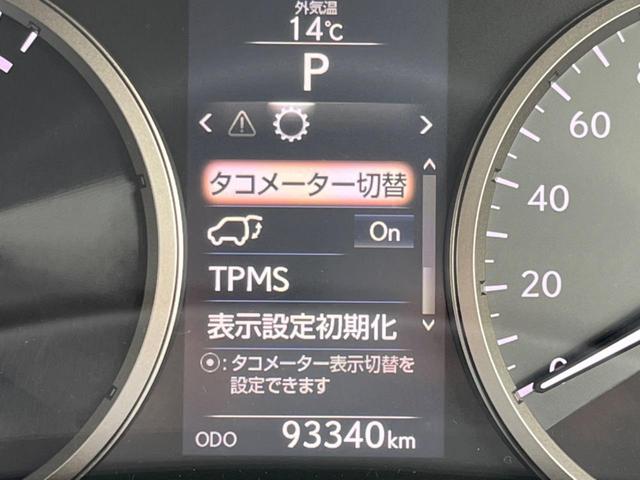 外気温
14℃
P
タコメーター切替
On
TPMS
表示設定初期化
⦿:タコメーター表示切替を
設定できます
ODO 93340km
60
40
20
0